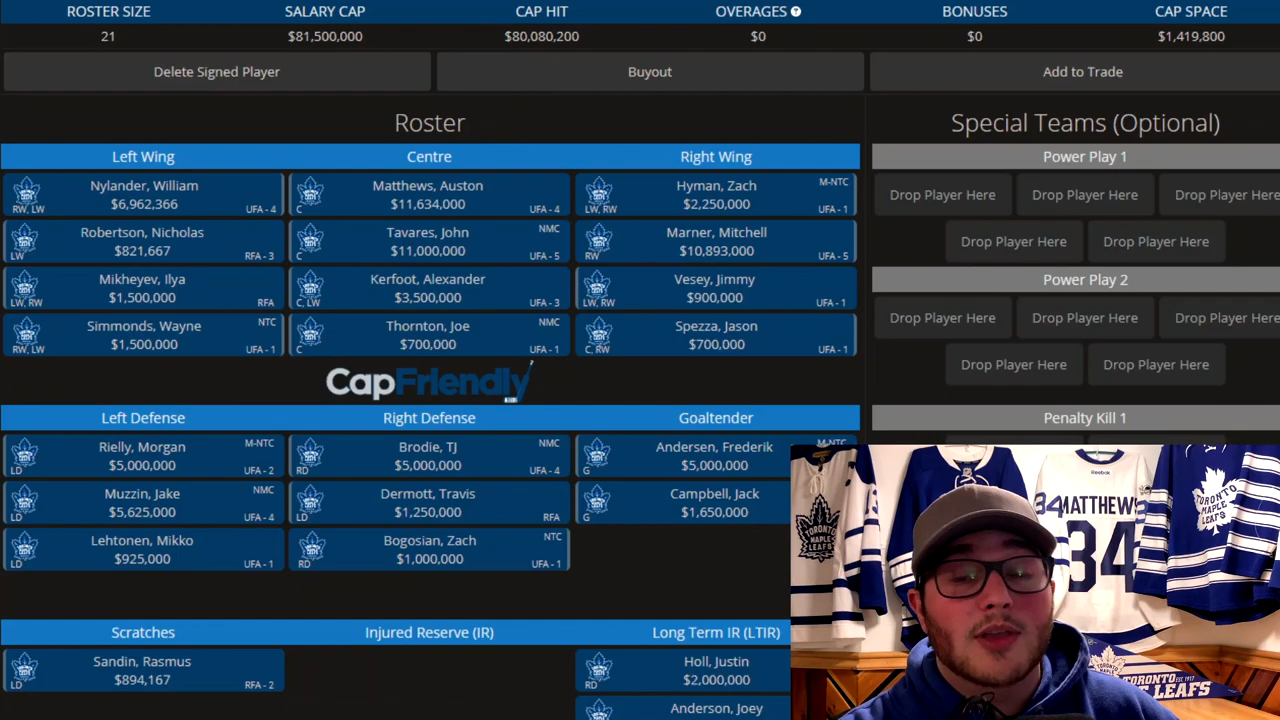 ROSTER SIZE SALARY CAP CAP HIT OVERAGES BONUSES CAP SPACE
21 $81,500,000 $80,080,200 $0 $0 $1,419,800
Delete Signed Player Buyout Add to Trade
Roster Special Teams (Optional)
Left Wing Centre Right Wing Power Play 1
Nylander, William Matthews, Auston Hyman, Zach M-NTC
$6,962,366 $11,634,000 $2,250,000
RW, LW UFA - 4 C UFA - 4 LW, RW UFA - 1
Drop Player Here Drop Player Here Drop Player Here
Robertson, Nicholas Tavares, John NMC Marner, Mitchell
$821,667 $11,000,000 $10,893,000
LW RFA - 3 C UFA - 5 RW UFA - 5
Drop Player Here Drop Player Here
Mikheyev, Ilya Kerfoot, Alexander Vesey, Jimmy Power Play 2
$1,500,000 $3,500,000 $900,000
LW, RW RFA C, LW UFA - 3 LW, RW UFA - 1
Drop Player Here Drop Player Here Drop Player Here
Simmonds, Wayne NTC Thornton, Joe NMC Spezza, Jason
$1,500,000 $700,000 $700,000
RW, LW UFA - 1 C UFA - 1 C, RW UFA - 1
Drop Player Here Drop Player Here
CapFriendly
Left Defense Right Defense Goaltender Penalty Kill 1
Rielly, Morgan M-NTC Brodie, TJ NMC Andersen, Frederik M-NTC
$5,000,000 $5,000,000 $5,000,000
LD UFA - 2 RD UFA - 4 G
Muzzin, Jake NMC Dermott, Travis Campbell, Jack
$5,625,000 $1,250,000 $1,650,000
LD UFA - 4 LD RFA G
Lehtonen, Mikko Bogosian, Zach NTC
$925,000 $1,000,000
LD UFA - 1 RD UFA - 1
Scratches Injured Reserve (IR) Long Term IR (LTIR)
Sandin, Rasmus Holl, Justin
$894,167 $2,000,000
LD RFA - 2 RD
Anderson, Joey
Reebok
34 MATTHEWS
34
TORONTO
MAPLE
LEAFS
TORONTO
MAPLE
LEAFS
TORONTO
LEAFS